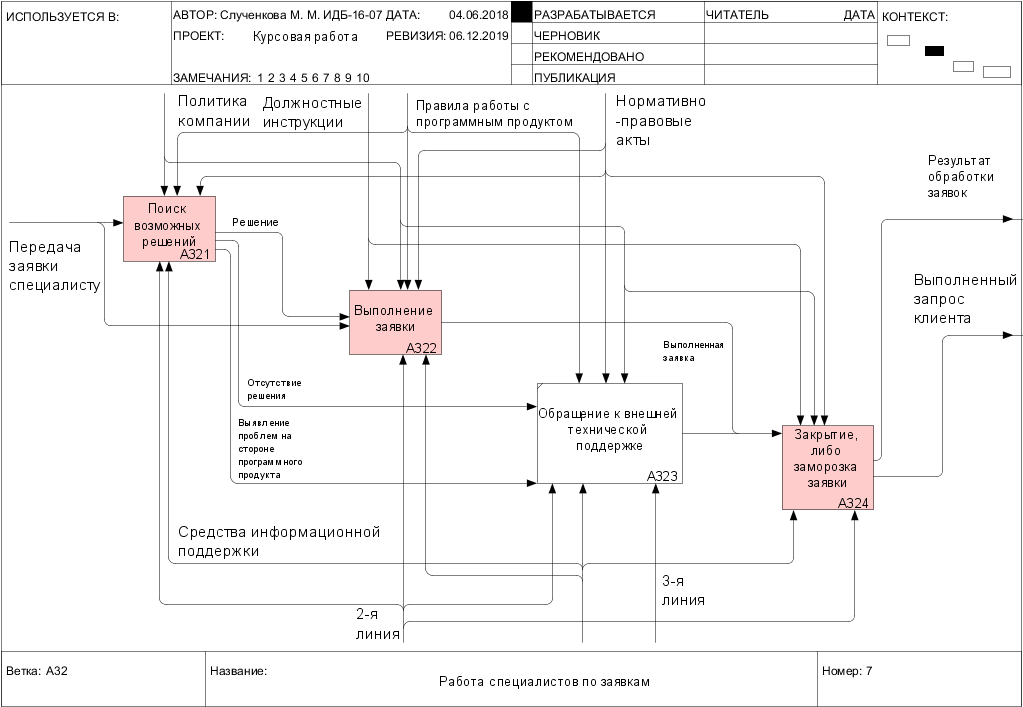 ИСПОЛЬЗУЕТСЯ В:
АВТОР: Слученкова М. М. ИДБ-16-07 ДАТА: 04.06.2018
ПРОЕКТ: Курсовая работа РЕВИЗИЯ: 06.12.2019
ЗАМЕЧАНИЯ: 1 2 3 4 5 6 7 8 9 10
РАЗРАБАТЫВАЕТСЯ
ЧЕРНОВИК
РЕКОМЕНДОВАНО
ПУБЛИКАЦИЯ
ЧИТАТЕЛЬ ДАТА
КОНТЕКСТ:
Политика
компании
Должностные
инструкции
Правила работы с
программным продуктом
Нормативно
-правовые
акты
Результат
обработки
заявок
Поиск
возможных
решений
A321
Решение
Передача
заявки
специалисту
Выполненный
запрос
клиента
Выполнение
заявки
A322
Выполненная
заявка
Отсутствие
решения
Выявление
проблем на
стороне
программного
продукта
Обращение к внешней
технической
поддержке
A323
Закрытие,
либо
заморозка
заявки
A324
Средства информационной
поддержки
2-я
линия
3-я
линия
Ветка: A32
Название:
Работа специалистов по заявкам
Номер: 7